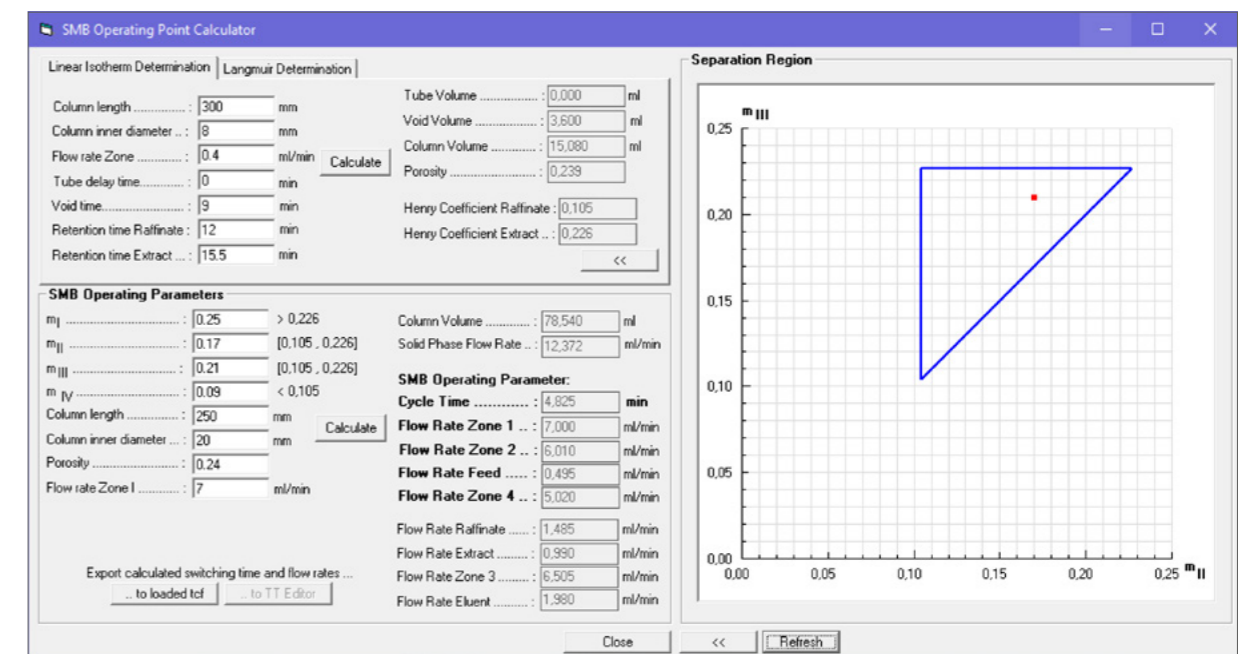 SMB Operating Point Calculator
Linear Isotherm Determination
Langmuir Determination
Column length ................ : 300 mm
Column inner diameter .. : 8 mm
Flow rate Zone ............. : 0.4 ml/min
Tube delay time............. : 0 min
Void time........................ : 9 min
Retention time Raffinate : 12 min
Retention time Extract ... : 15.5 min
Calculate
Tube Volume ................ : 0,000 ml
Void Volume ................. : 3,600 ml
Column Volume ............. : 15,080 ml
Porosity ........................ : 0,239
Henry Coefficient Raffinate : 0,105
Henry Coefficient Extract .. : 0,226
<<
SMB Operating Parameters
mI ................................ : 0.25 > 0,226
mII ............................... : 0.17 [0,105 , 0,226]
mIII .............................. : 0.21 [0,105 , 0,226]
m IV .............................. : 0.09 < 0,105
Column length ............... : 250 mm
Column inner diameter ... : 20 mm
Porosity ......................... : 0.24
Flow rate Zone I ............ : 7 ml/min
Calculate
Export calculated switching time and flow rates ...
.. to loaded tcf
.. to TT Editor
Column Volume ............. : 78,540 ml
Solid Phase Flow Rate .. : 12,372 ml/min
SMB Operating Parameter:
Cycle Time ............ : 4,825 min
Flow Rate Zone 1 .. : 7,000 ml/min
Flow Rate Zone 2 .. : 6,010 ml/min
Flow Rate Feed ..... : 0,495 ml/min
Flow Rate Zone 4 .. : 5,020 ml/min
Flow Rate Raffinate ...... : 1,485 ml/min
Flow Rate Extract ......... : 0,990 ml/min
Flow Rate Zone 3 ......... : 6,505 ml/min
Flow Rate Eluent .......... : 1,980 ml/min
Close
Separation Region
m III
0,25
0,20
0,15
0,10
0,05
0,00
0,00 0,05 0,10 0,15 0,20 0,25 m II
<<
Refresh